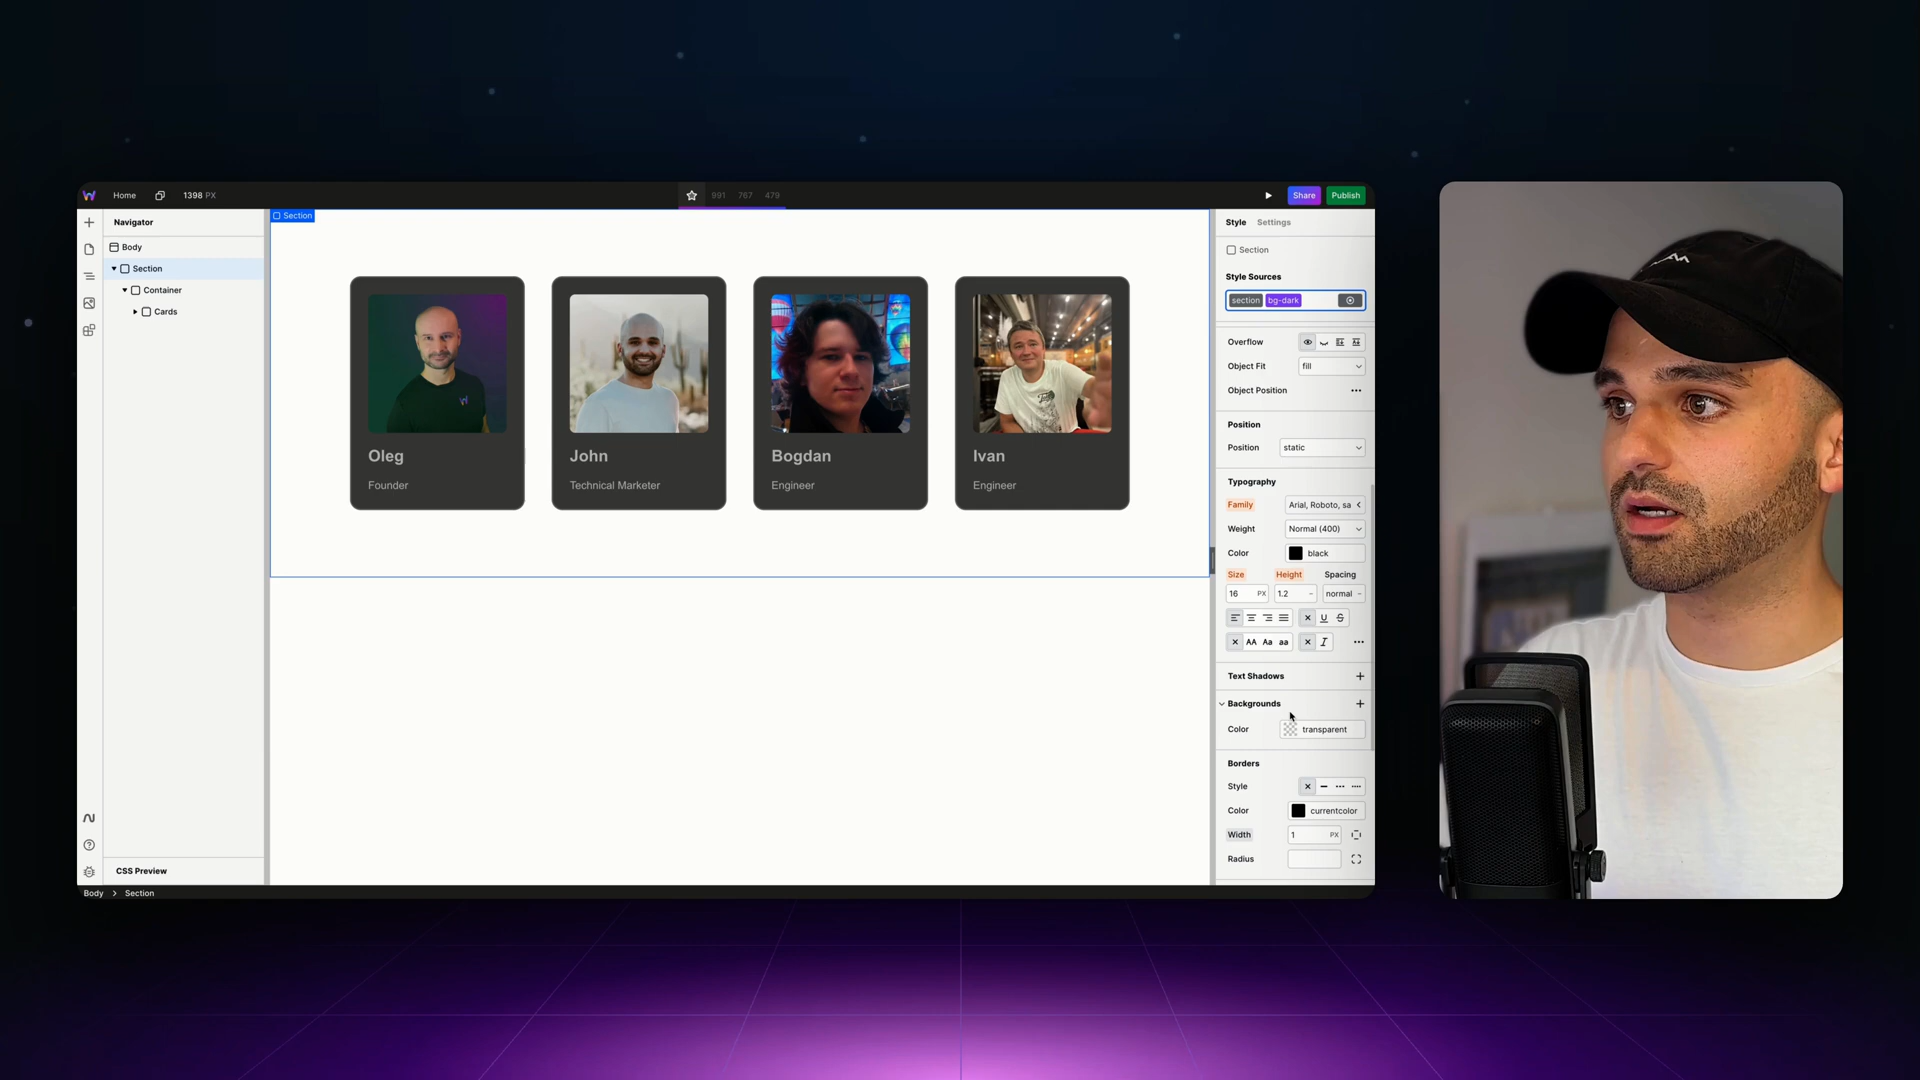 Home
1398 PX
991 767 479
Share
Publish
Navigator
Body
Section
Container
Cards
CSS Preview
Body > Section
Section
Oleg
Founder
John
Technical Marketer
Bogdan
Engineer
Ivan
Engineer
Style Settings
Section
Style Sources
section bg-dark
Overflow
Object Fit fill
Object Position
Position
Position static
Typography
Family Arial, Roboto, sa
Weight Normal (400)
Color black
Size Height Spacing
16 PX 1.2 normal
U S
AA Aa aa I
Text Shadows
Backgrounds
Color transparent
Borders
Style
Color currentcolor
Width 1 PX
Radius